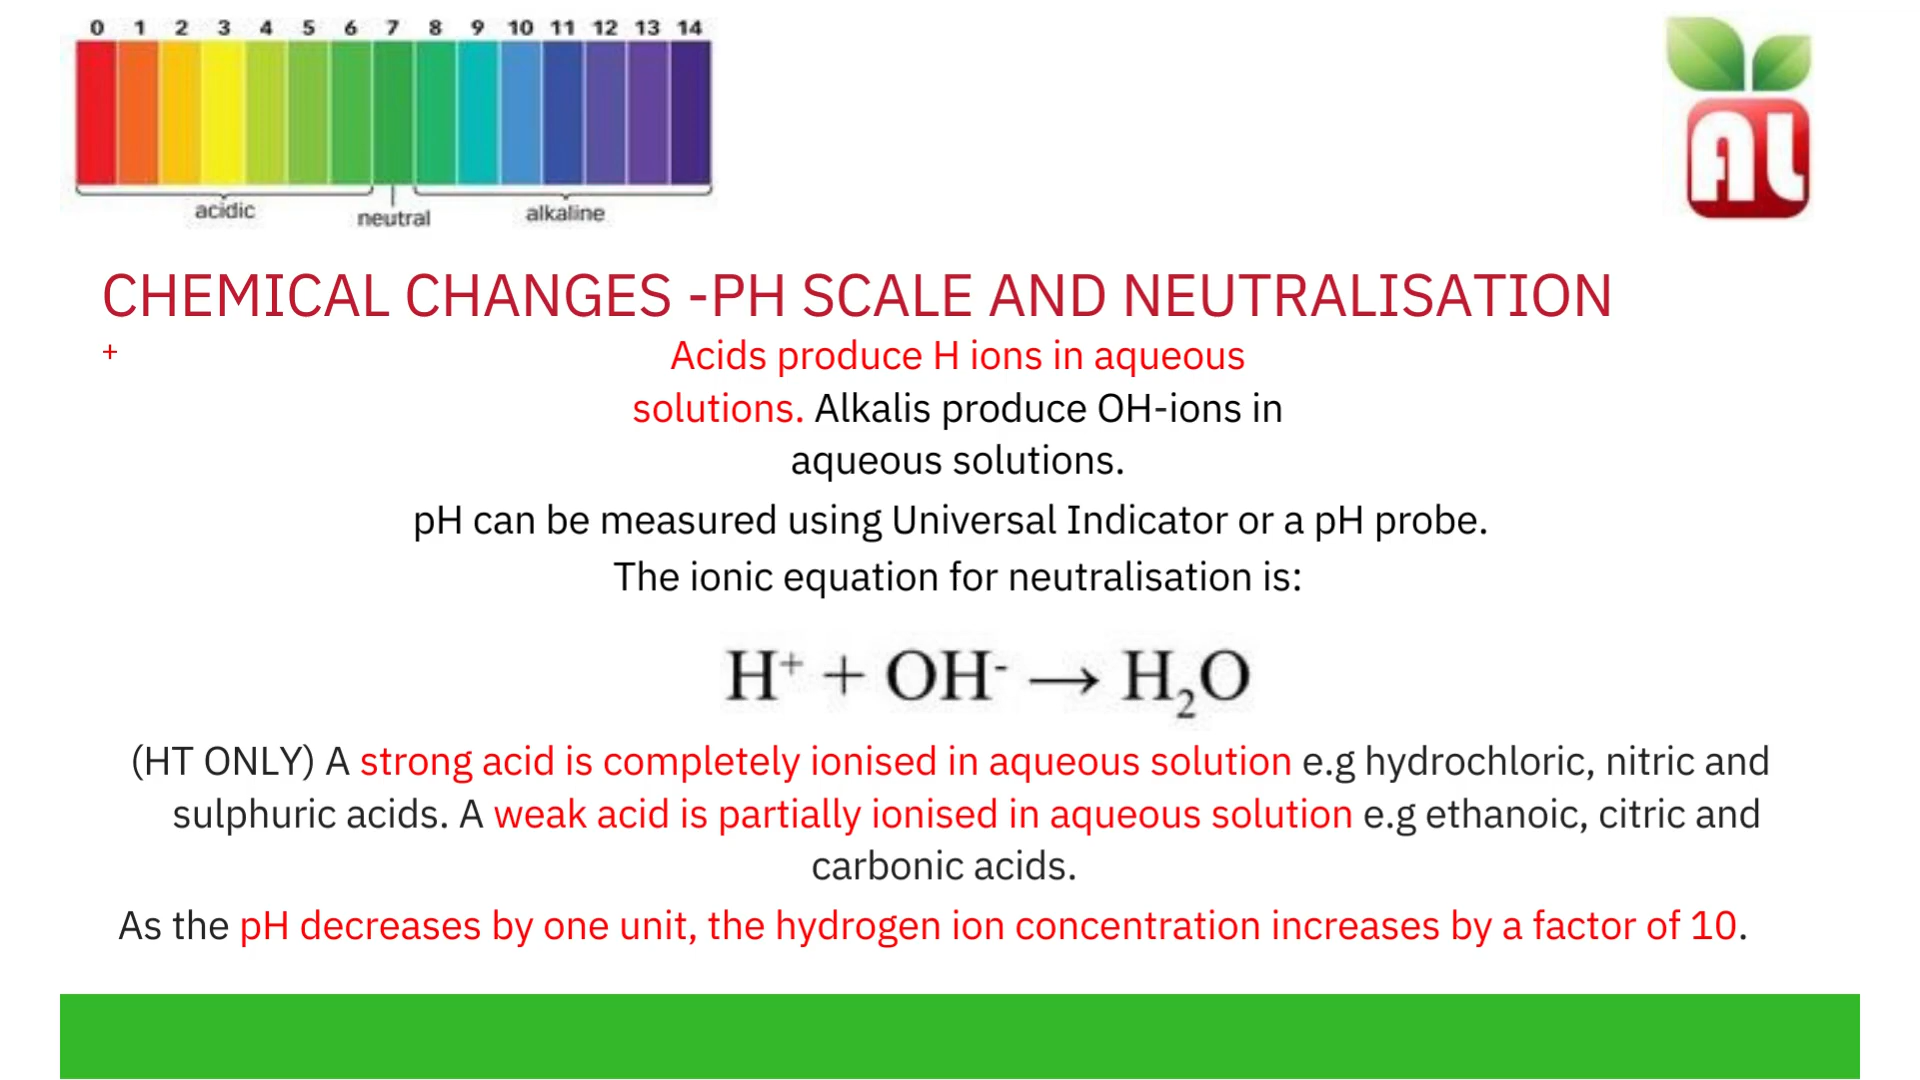 0 1 2 3 4 5 6 7 8 9 10 11 12 13 14
acidic neutral alkaline
AL
CHEMICAL CHANGES -PH SCALE AND NEUTRALISATION
+ Acids produce H ions in aqueous
solutions. Alkalis produce OH-ions in
aqueous solutions.
pH can be measured using Universal Indicator or a pH probe.
The ionic equation for neutralisation is:
H⁺ + OH⁻ → H₂O
(HT ONLY) A strong acid is completely ionised in aqueous solution e.g hydrochloric, nitric and
sulphuric acids. A weak acid is partially ionised in aqueous solution e.g ethanoic, citric and
carbonic acids.
As the pH decreases by one unit, the hydrogen ion concentration increases by a factor of 10.